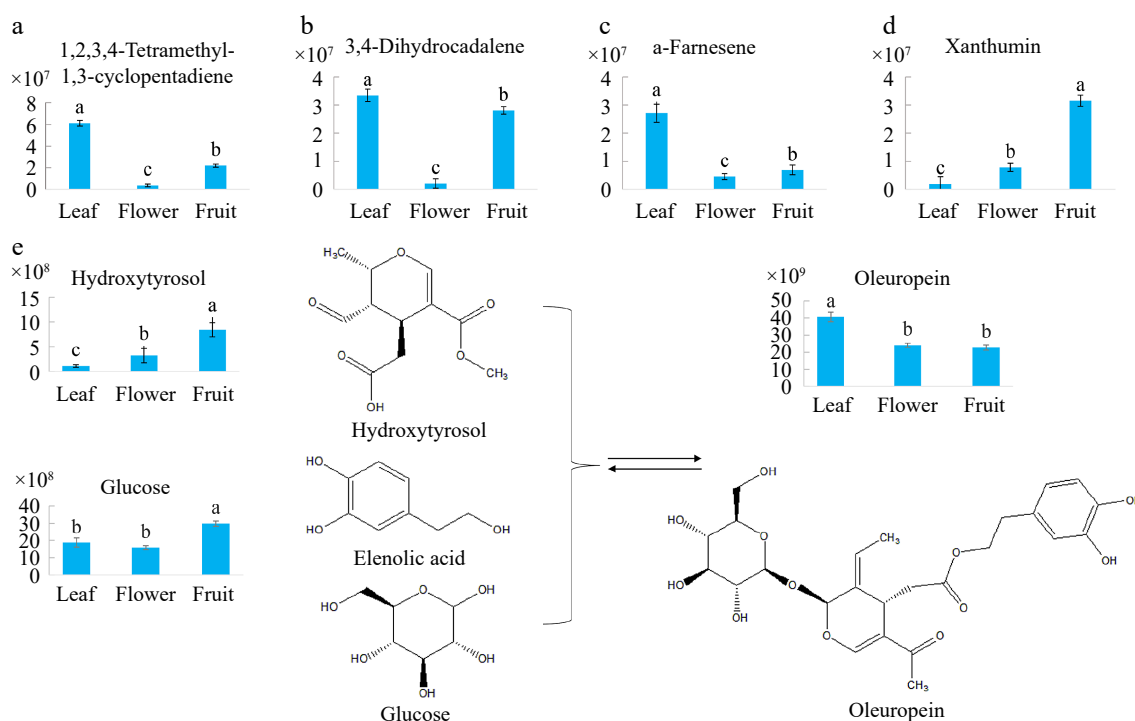 a
1,2,3,4-Tetramethyl-
1,3-cyclopentadiene
×10⁷
8
6
4
2
0
a
c
b
Leaf Flower Fruit
b
3,4-Dihydrocadalene
×10⁷
4
3
2
1
0
a
c
b
Leaf Flower Fruit
c
a-Farnesene
×10⁷
4
3
2
1
0
a
c
b
Leaf Flower Fruit
d
Xanthumin
×10⁷
4
3
2
1
0
c
b
a
Leaf Flower Fruit
e
Hydroxytyrosol
×10⁸
15
10
5
0
c
b
a
Leaf Flower Fruit
Glucose
×10⁸
40
30
20
10
0
b
b
a
Leaf Flower Fruit
H₃C
O
O
O
O
O
CH₃
OH
Hydroxytyrosol
HO
HO
OH
Elenolic acid
HO
O
OH
HO
OH
OH
Glucose
Oleuropein
×10⁹
50
40
30
20
10
0
a
b
b
Leaf Flower Fruit
HO
HO
O
HO
OH
O
CH₃
O
O
O
CH₃
O
O
OH
OH
Oleuropein